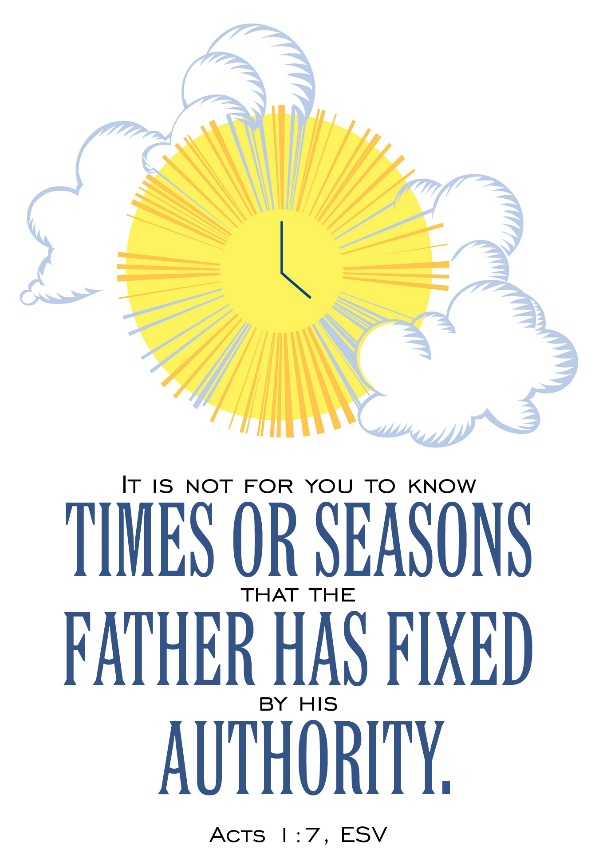 It is not for you to know
TIMES OR SEASONS
that the
FATHER HAS FIXED
by his
AUTHORITY.
Acts 1:7, ESV